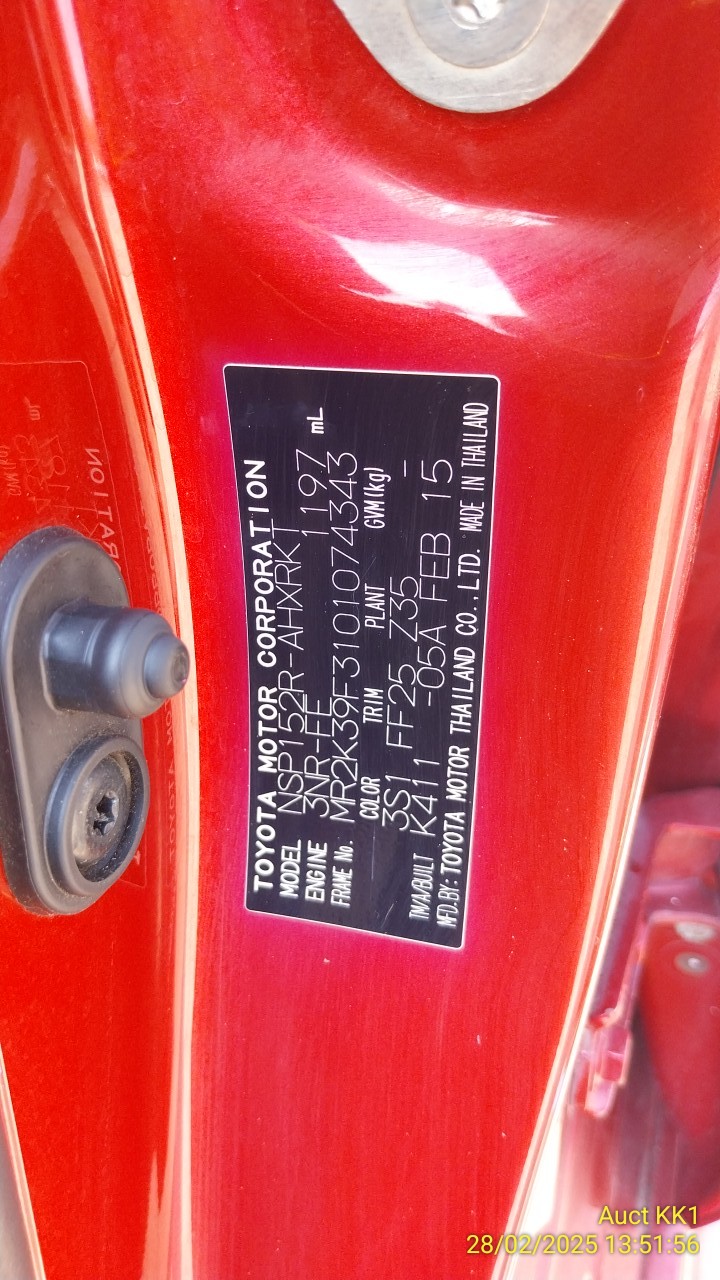 TOYOTA MOTOR CORPORATION
MODEL NSP152R-AHXRKT
ENGINE 3NR-FE 1197 mL
FRAME No. MR2K39F3101074343
COLOR TRIM PLANT GVM(kg)
3S1 FF25 Z35 –
TM/A/BUILT K411 -05A FEB 15
MFD.BY: TOYOTA MOTOR THAILAND CO.,LTD. MADE IN THAILAND
Auct KK1
28/02/2025 13:51:56